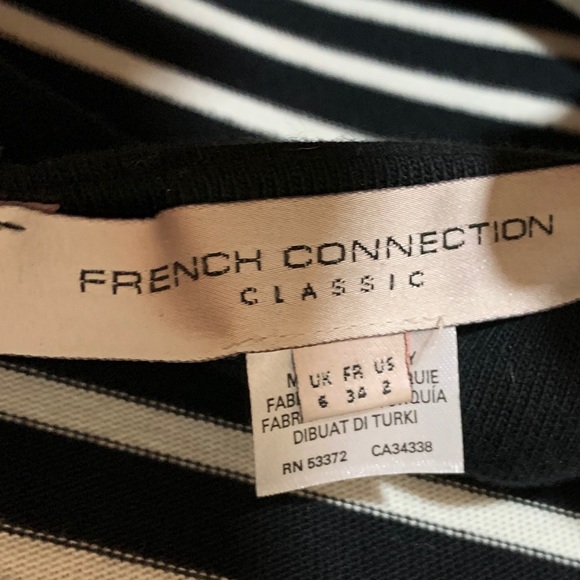 FRENCH CONNECTION
CLASSIC
UK FR US
6 34 2
DIBUAT DI TURKI
RN 53372 CA34338